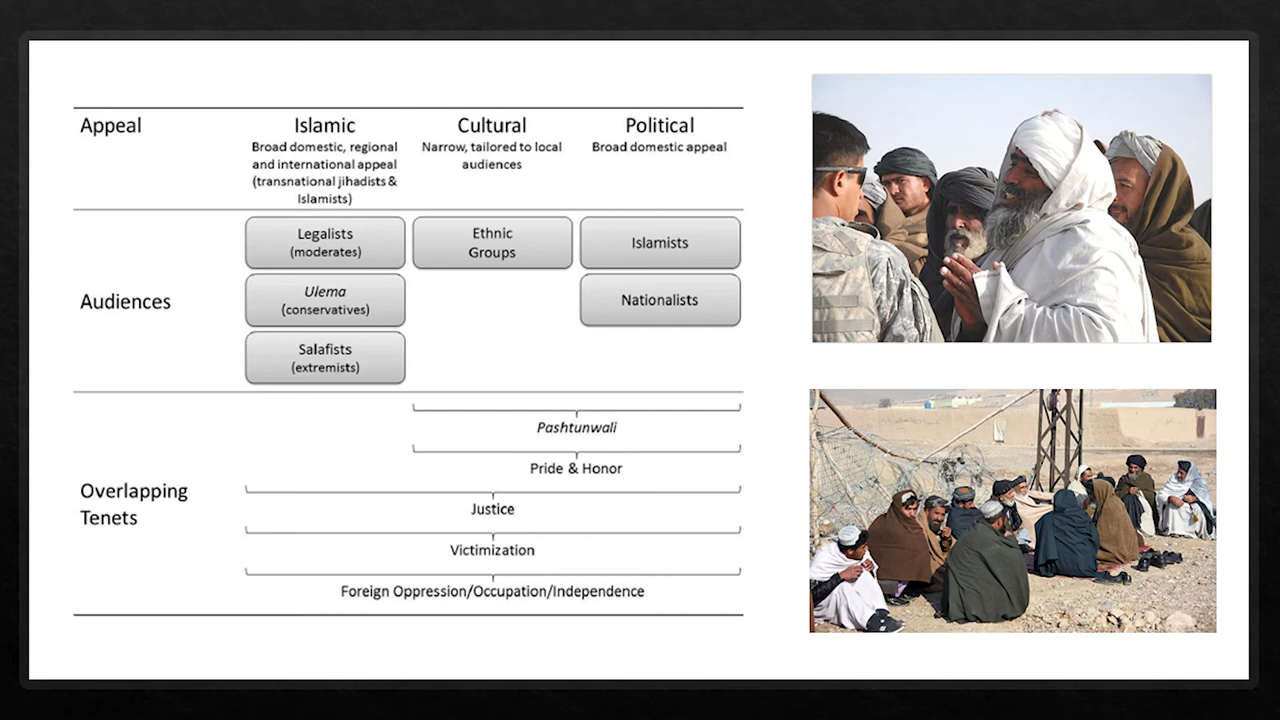 Appeal
Islamic
Broad domestic, regional
and international appeal
(transnational jihadists &
Islamists)
Cultural
Narrow, tailored to local
audiences
Political
Broad domestic appeal
Audiences
Legalists
(moderates)
Ulema
(conservatives)
Salafists
(extremists)
Ethnic
Groups
Islamists
Nationalists
Overlapping
Tenets
Pashtunwali
Pride & Honor
Justice
Victimization
Foreign Oppression/Occupation/Independence